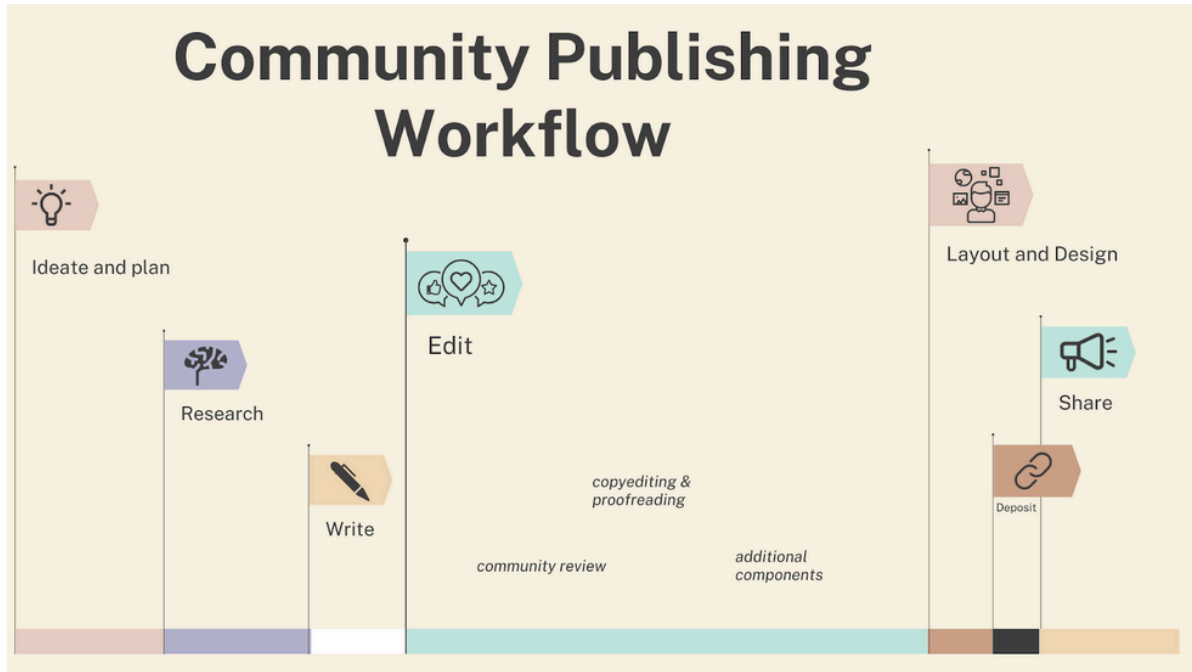 Community Publishing
Workflow
Ideate and plan
Research
Write
Edit
copyediting &
proofreading
community review
additional
components
Layout and Design
Deposit
Share